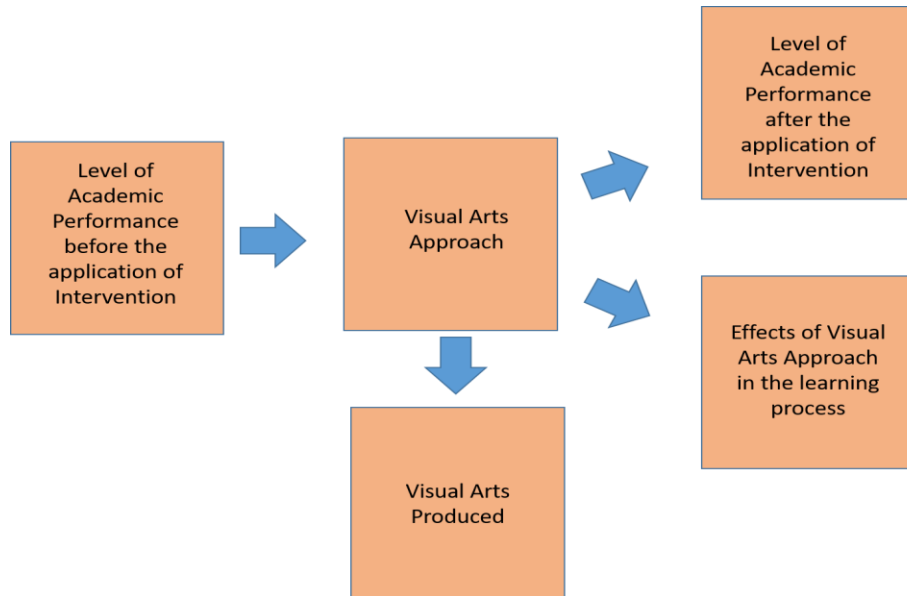 Level of
Academic
Performance
before the
application of
Intervention
Visual Arts
Approach
Level of
Academic
Performance
after the
application of
Intervention
Effects of Visual
Arts Approach
in the learning
process
Visual Arts
Produced